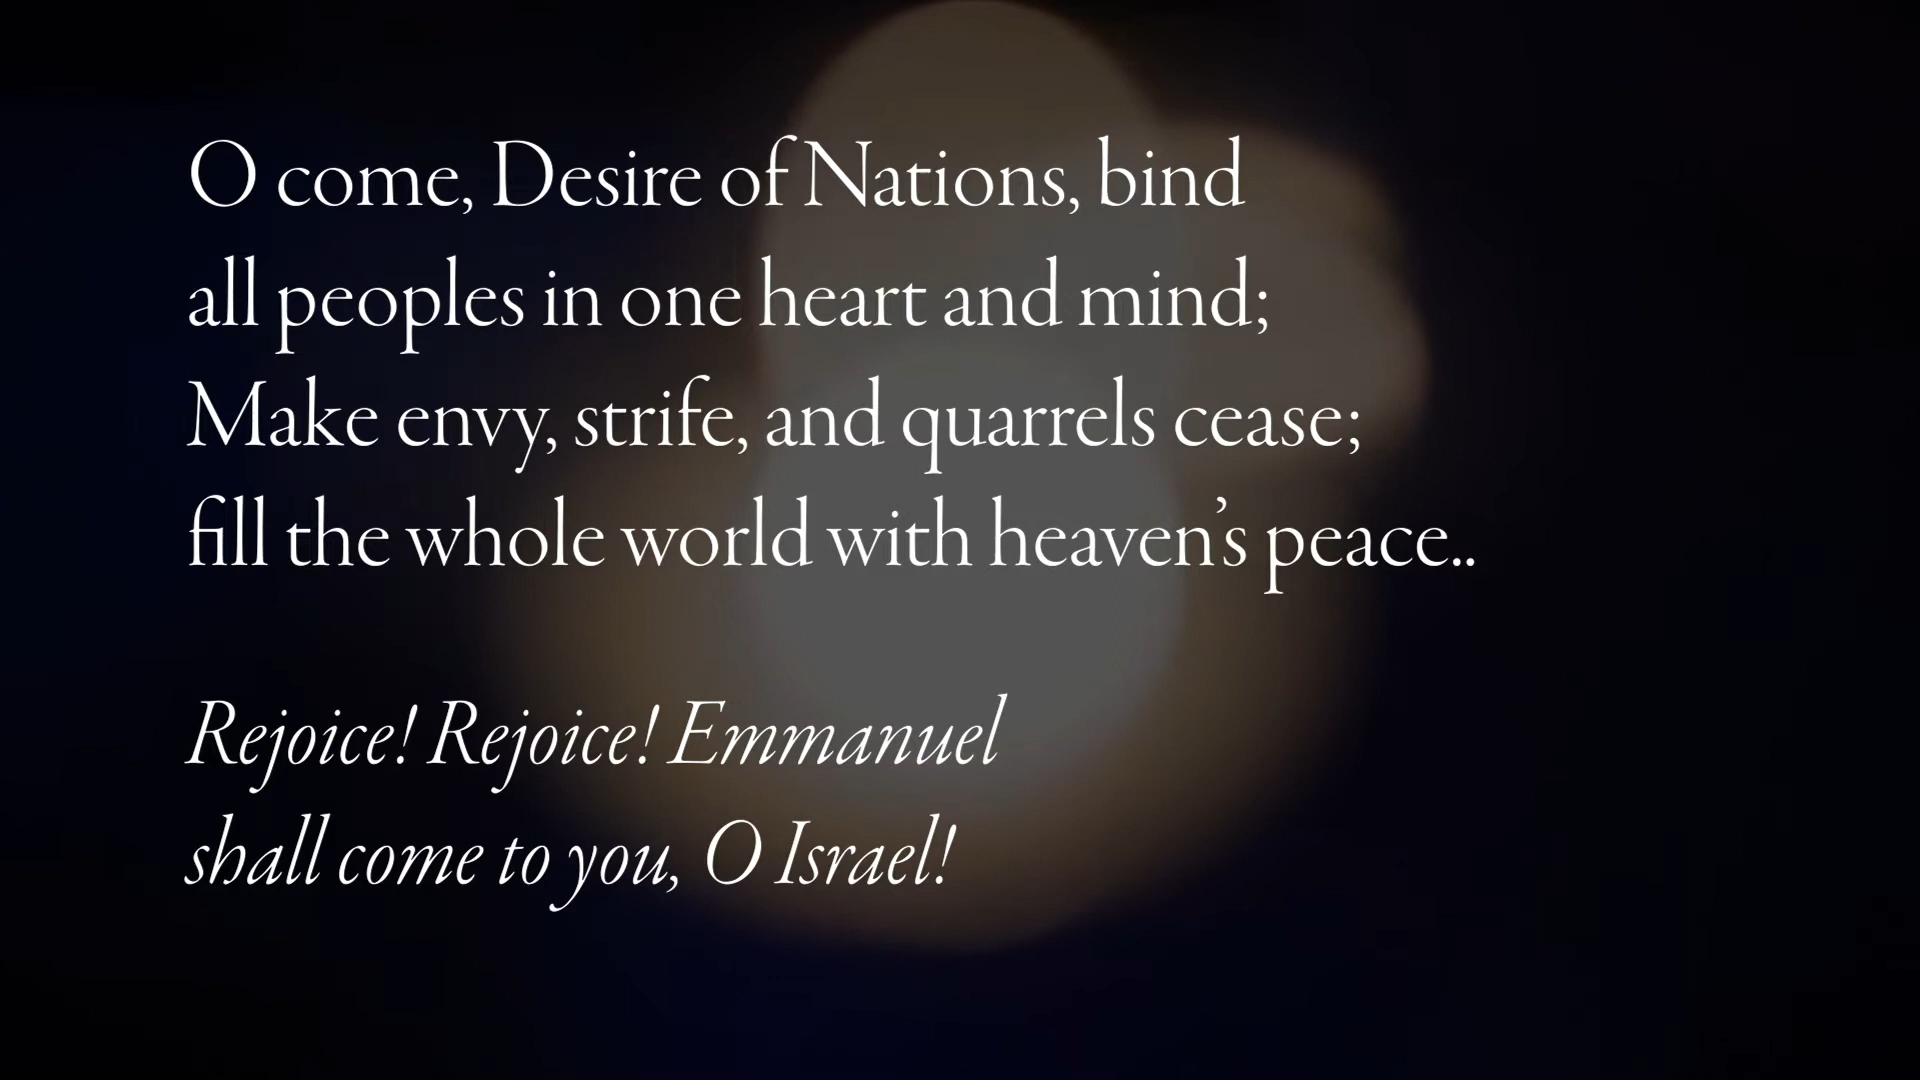 O come, Desire of Nations, bind
all peoples in one heart and mind;
Make envy, strife, and quarrels cease;
fill the whole world with heaven’s peace..
Rejoice! Rejoice! Emmanuel
shall come to you, O Israel!